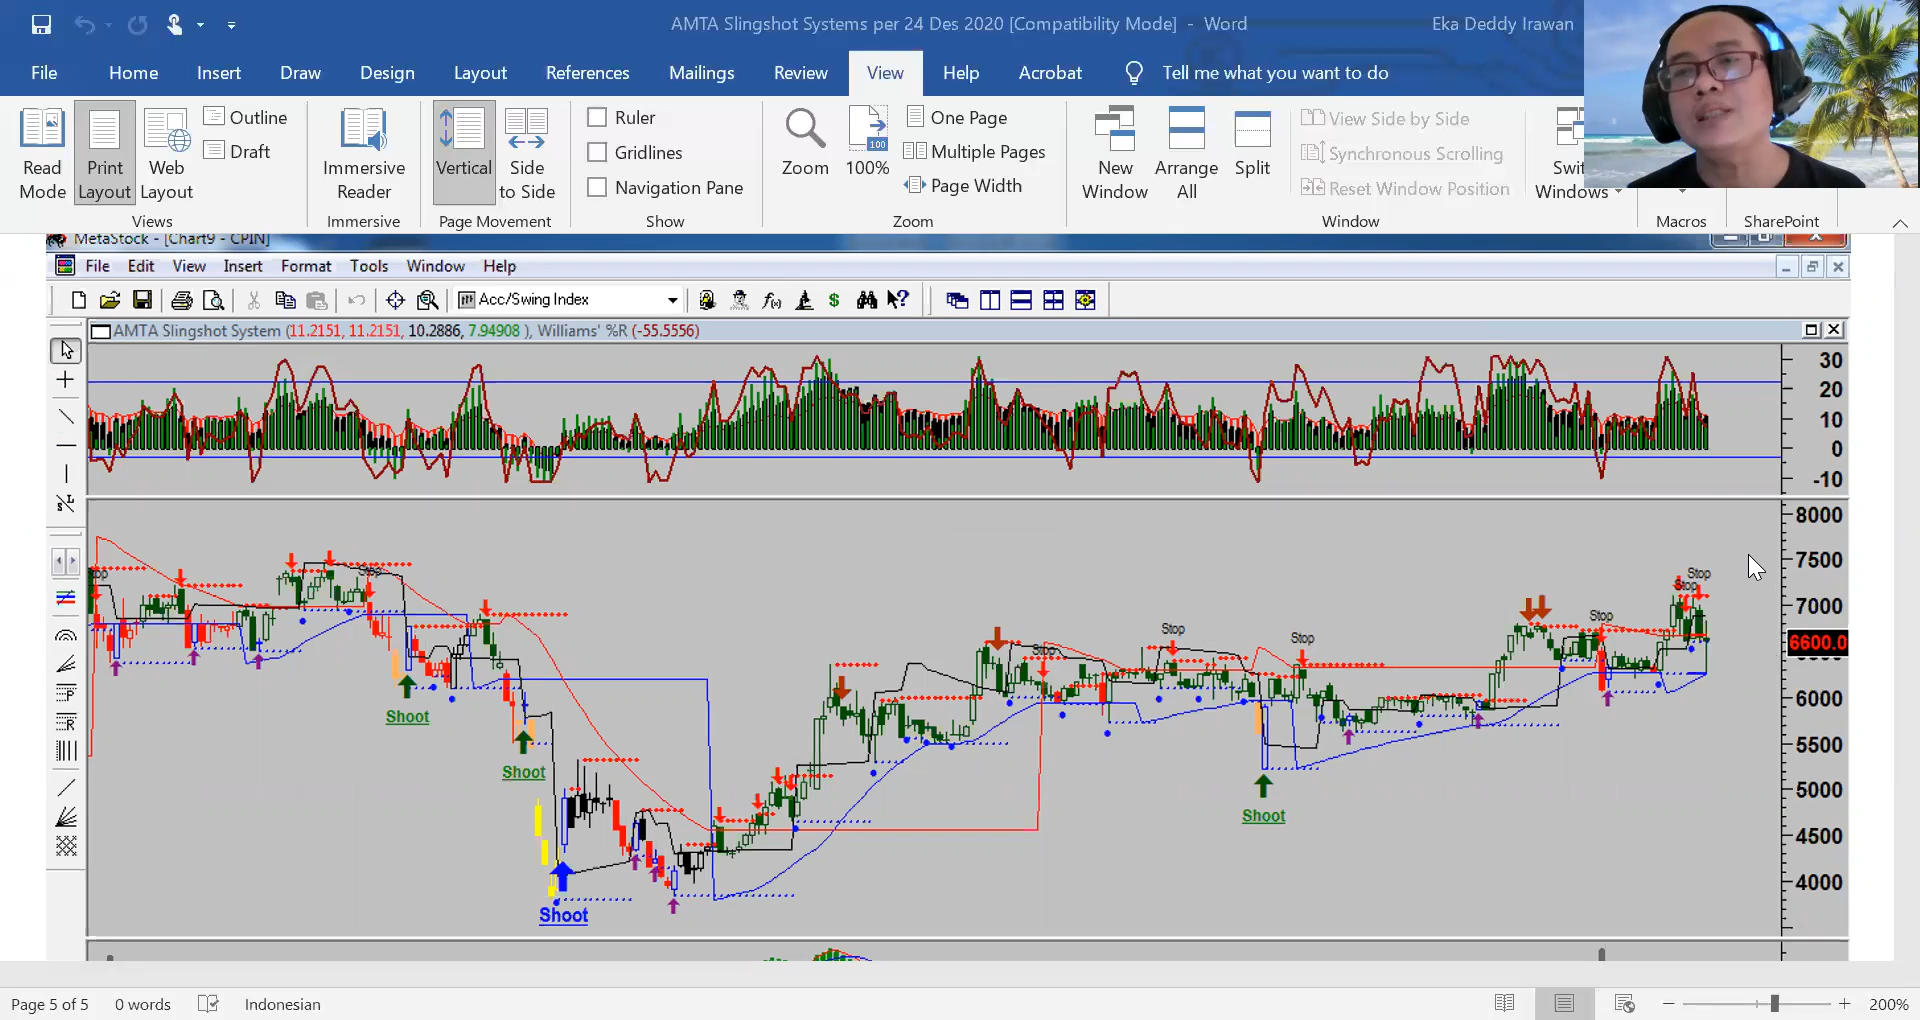 AMTA Slingshot Systems per 24 Des 2020 [Compatibility Mode] - Word
Eka Deddy Irawan
File Home Insert Draw Design Layout References Mailings Review View Help Acrobat Tell me what you want to do
Read Mode
Print Layout
Web Layout
Outline
Draft
Views
Immersive Reader
Immersive
Vertical
Side to Side
Page Movement
Ruler
Gridlines
Navigation Pane
Show
Zoom
100
100%
One Page
Multiple Pages
Page Width
Zoom
New Window
Arrange All
Split
View Side by Side
Synchronous Scrolling
Reset Window Position
Windows
Window
Macros
SharePoint
MetaStock - [Chart9 - CPIN]
File Edit View Insert Format Tools Window Help
Acc/Swing Index
AMTA Slingshot System (11.2151, 11.2151, 10.2886, 7.94908 ), Williams' %R (-55.5556)
30
20
10
0
-10
8000
7500
7000
6600.0
6000
5500
5000
4500
4000
Stop
Stop
Stop
Stop
Stop
Stop
Stop
Shoot
Shoot
Shoot
Shoot
Page 5 of 5
0 words
Indonesian
200%